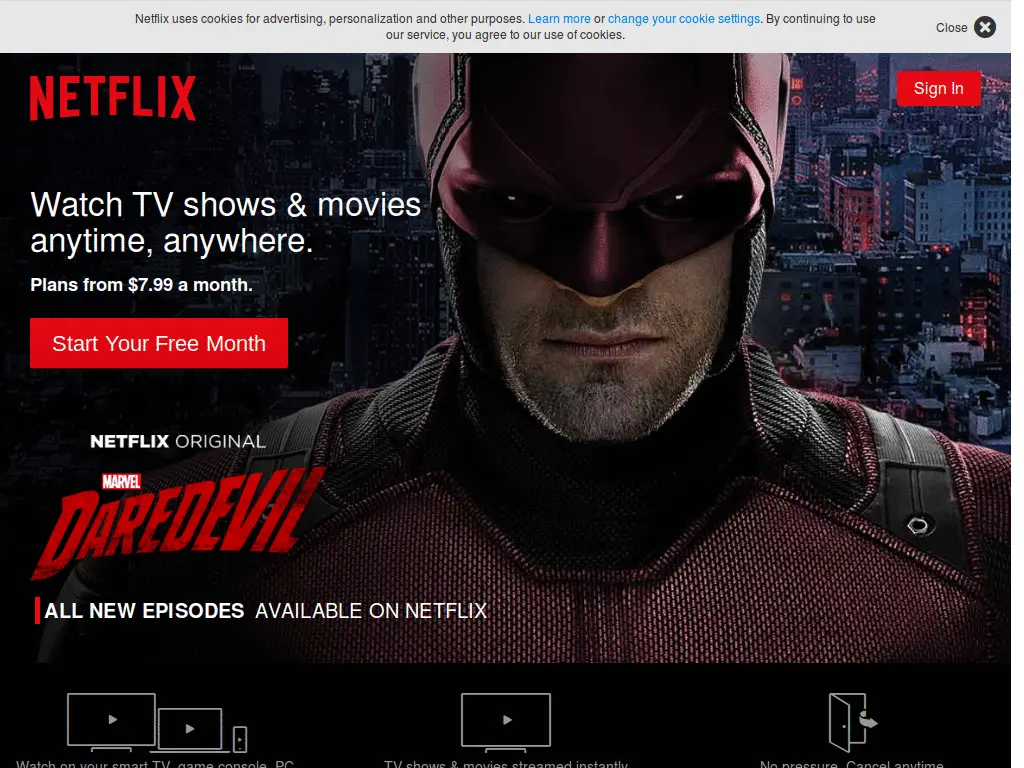 Netflix uses cookies for advertising, personalization and other purposes. Learn more or change your cookie settings. By continuing to
our service, you agree to our use of cookies.
Close
NETFLIX
Sign In
Watch TV shows & movies
anytime, anywhere.
Plans from $7.99 a month.
Start Your Free Month
NETFLIX ORIGINAL
MARVEL
DAREDEVIL
ALL NEW EPISODES AVAILABLE ON NETFLIX
Watch on your smart TV, game console, PC,
TV shows & movies streamed instantly
No pressure. Cancel anytime.